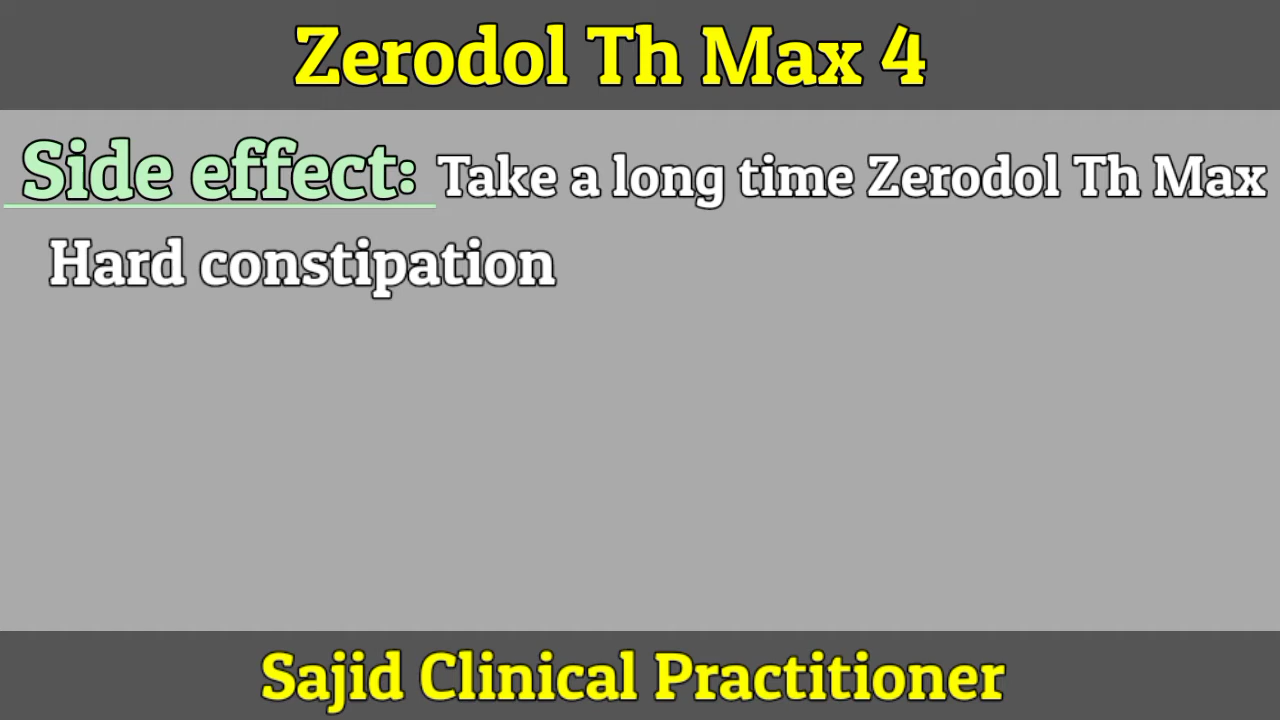 Zerodol Th Max 4
Side effect: Take a long time Zerodol Th Max
Hard constipation
Sajid Clinical Practitioner